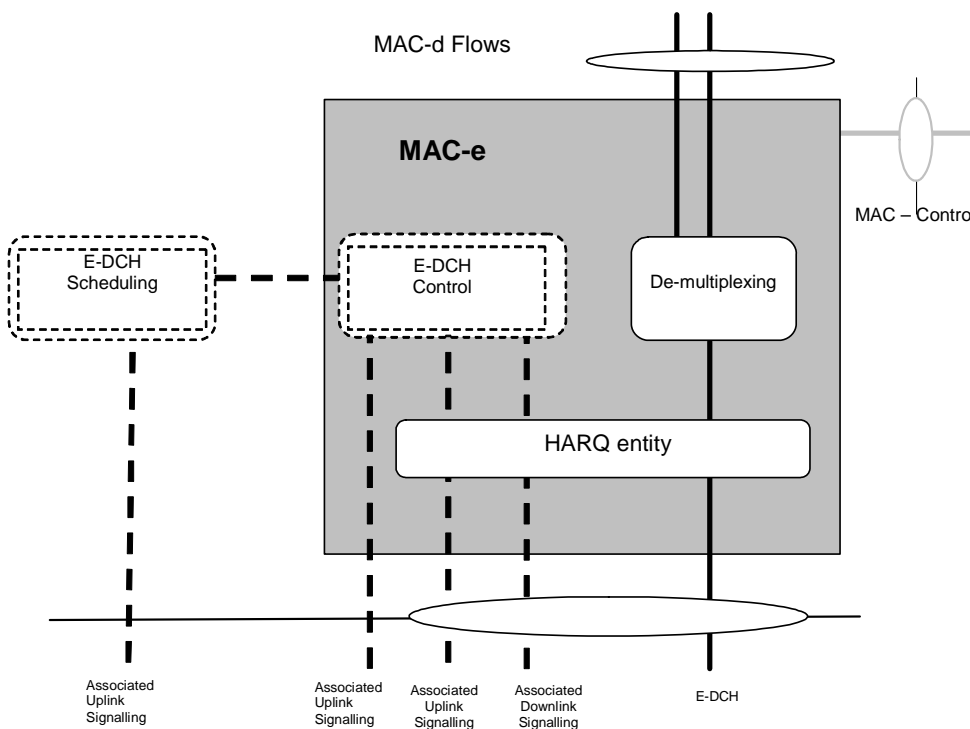 MAC-d Flows
MAC-e
MAC – Control
E-DCH
Scheduling
E-DCH
Control
De-multiplexing
HARQ entity
Associated
Uplink
Signalling
Associated
Uplink
Signalling
Associated
Uplink
Signalling
Associated
Downlink
Signalling
E-DCH